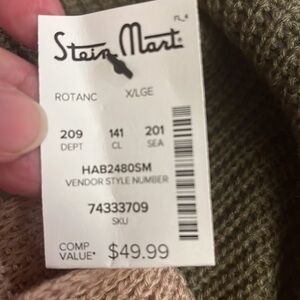 FL_4
Stein Mart®
ROTANC X/LGE
209 141 201
DEPT CL SEA
HAB2480SM
VENDOR STYLE NUMBER
74333709
SKU
COMP
VALUE* $49.99